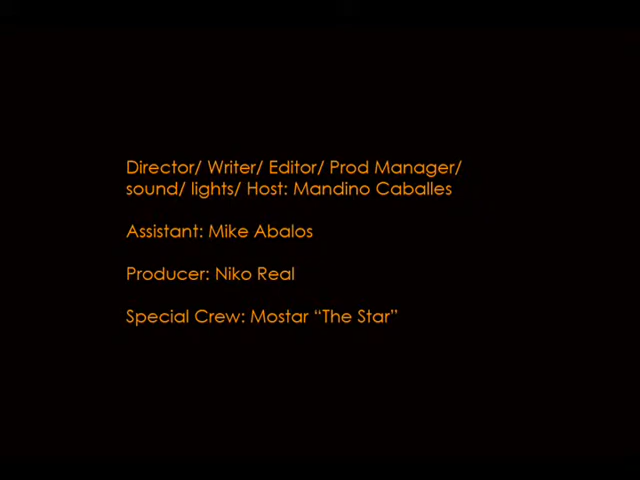 Director/ Writer/ Editor/ Prod Manager/
sound/ lights/ Host: Mandino Caballes
Assistant: Mike Abalos
Producer: Niko Real
Special Crew: Mostar “The Star”